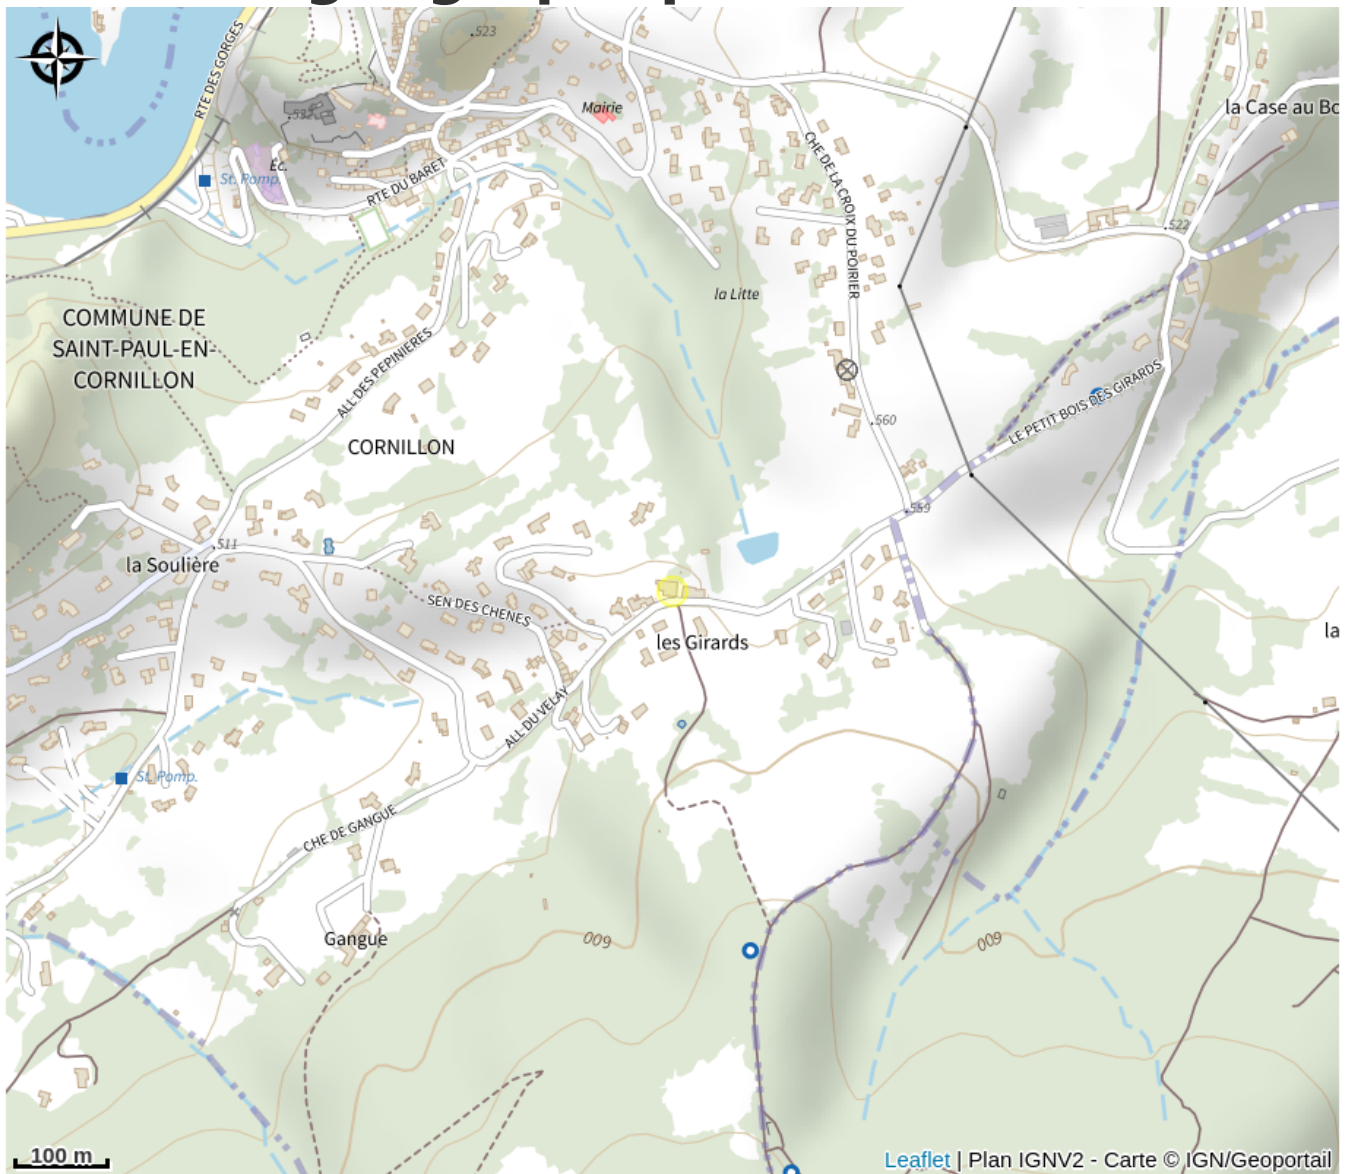 523
RTE DES GORGES
Mairie
la Case au Bo
532
Éc.
St. Pomp.
RTE DU BARET
CHE DE LA CROIX DU POIRIER
522
la Litte
COMMUNE DE
SAINT-PAUL-EN-
CORNILLON
ALL DES PEPINIERES
LE PETIT BOIS DES GIRARDS
560
CORNILLON
559
511
la Soulière
SEN DES CHENES
les Girards
la
ALL DU VELAY
St. Pomp.
CHE DE GANGUE
Gangue
600
600
100 m
Leaflet | Plan IGNV2 - Carte © IGN/Geoportail